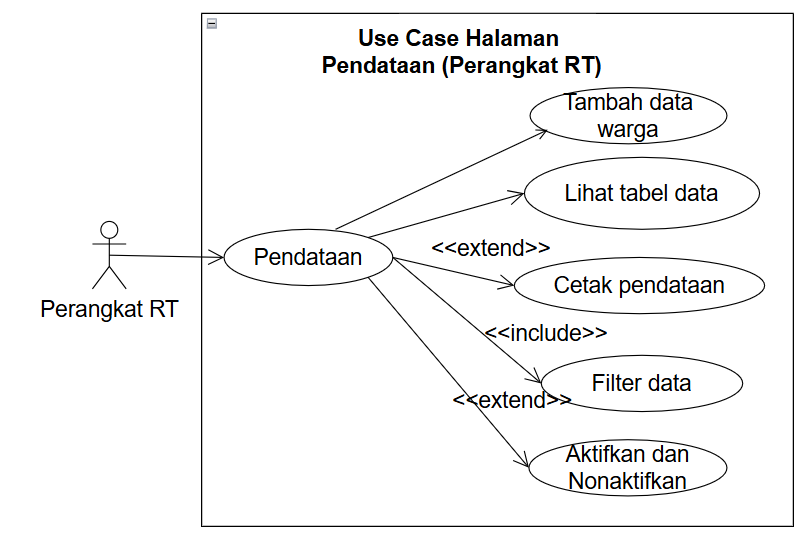 Use Case Halaman
Pendataan (Perangkat RT)
Tambah data
warga
Lihat tabel data
<<extend>>
Pendataan
Cetak pendataan
Perangkat RT
<<include>>
Filter data
<<extend>>
Aktifkan dan
Nonaktifkan